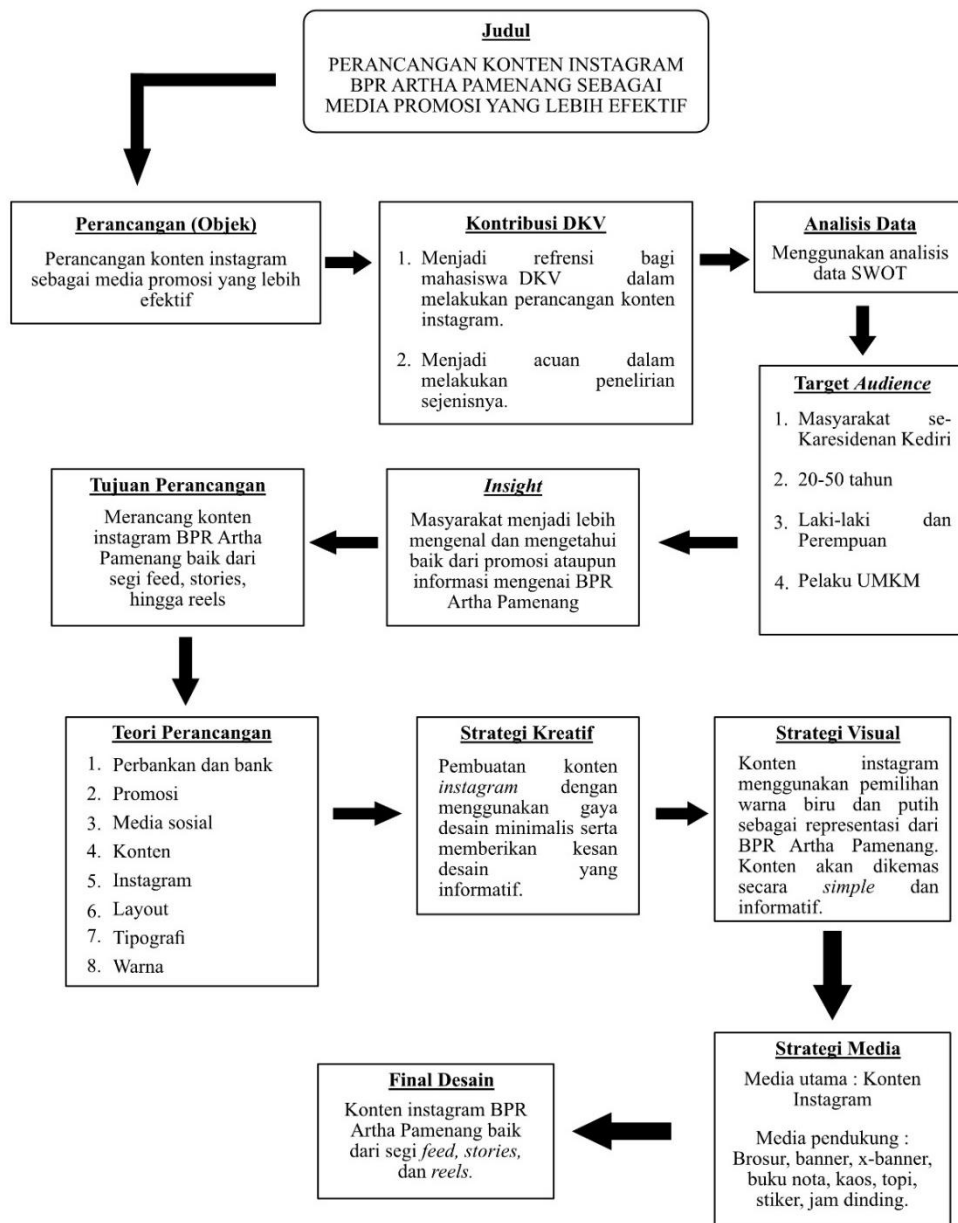 Judul
PERANCANGAN KONTEN INSTAGRAM
BPR ARTHA PAMENANG SEBAGAI
MEDIA PROMOSI YANG LEBIH EFEKTIF
Perancangan (Objek)
Perancangan konten instagram
sebagai media promosi yang lebih
efektif
Kontribusi DKV
1. Menjadi refrensi bagi
mahasiswa DKV dalam
melakukan perancangan konten
instagram.
2. Menjadi acuan dalam
melakukan penelirian
sejenisnya.
Analisis Data
Menggunakan analisis
data SWOT
Target Audience
1. Masyarakat se-
Karesidenan Kediri
2. 20-50 tahun
3. Laki-laki dan
Perempuan
4. Pelaku UMKM
Insight
Masyarakat menjadi lebih
mengenal dan mengetahui
baik dari promosi ataupun
informasi mengenai BPR
Artha Pamenang
Tujuan Perancangan
Merancang konten
instagram BPR Artha
Pamenang baik dari
segi feed, stories,
hingga reels
Teori Perancangan
1. Perbankan dan bank
2. Promosi
3. Media sosial
4. Konten
5. Instagram
6. Layout
7. Tipografi
8. Warna
Strategi Kreatif
Pembuatan konten
instagram dengan
menggunakan gaya
desain minimalis serta
memberikan kesan
desain yang
informatif.
Strategi Visual
Konten instagram
menggunakan pemilihan
warna biru dan putih
sebagai representasi dari
BPR Artha Pamenang.
Konten akan dikemas
secara simple dan
informatif.
Strategi Media
Media utama : Konten
Instagram
Media pendukung :
Brosur, banner, x-banner,
buku nota, kaos, topi,
stiker, jam dinding.
Final Desain
Konten instagram BPR
Artha Pamenang baik
dari segi feed, stories,
dan reels.